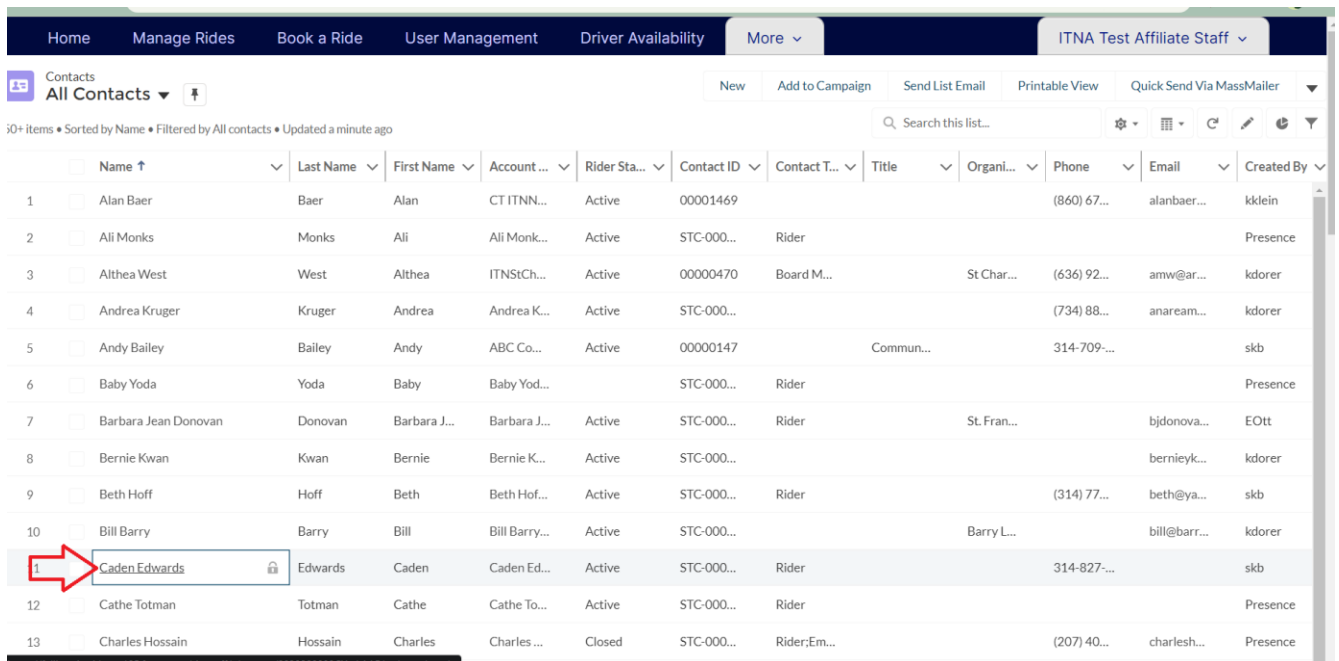 Home Manage Rides Book a Ride User Management Driver Availability More ITNA Test Affiliate Staff
Contacts
All Contacts New Add to Campaign Send List Email Printable View Quick Send Via MassMailer
50+ items • Sorted by Name • Filtered by All contacts • Updated a minute ago Search this list...
Name ↑ Last Name First Name Account ... Rider Sta... Contact ID Contact T... Title Organi... Phone Email Created By
1 Alan Baer Baer Alan CT ITNN... Active 00001469 (860) 67... alanbaer... kklein
2 Ali Monks Monks Ali Ali Monk... Active STC-000... Rider Presence
3 Althea West West Althea ITNStCh... Active 00000470 Board M... St Char... (636) 92... amw@ar... kdorer
4 Andrea Kruger Kruger Andrea Andrea K... Active STC-000... (734) 88... anaream... kdorer
5 Andy Bailey Bailey Andy ABC Co... Active 00000147 Commun... 314-709-... skb
6 Baby Yoda Yoda Baby Baby Yod... STC-000... Rider Presence
7 Barbara Jean Donovan Donovan Barbara J... Barbara J... Active STC-000... Rider St. Fran... bjdonova... EOtt
8 Bernie Kwan Kwan Bernie Bernie K... Active STC-000... bernieyk... kdorer
9 Beth Hoff Hoff Beth Beth Hof... Active STC-000... Rider (314) 77... beth@ya... skb
10 Bill Barry Barry Bill Bill Barry... Active STC-000... Barry L... bill@barr... kdorer
11 Caden Edwards Edwards Caden Caden Ed... Active STC-000... Rider 314-827-... skb
12 Cathe Totman Totman Cathe Cathe To... Active STC-000... Rider Presence
13 Charles Hossain Hossain Charles Charles ... Closed STC-000... Rider;Em... (207) 40... charlesh... Presence